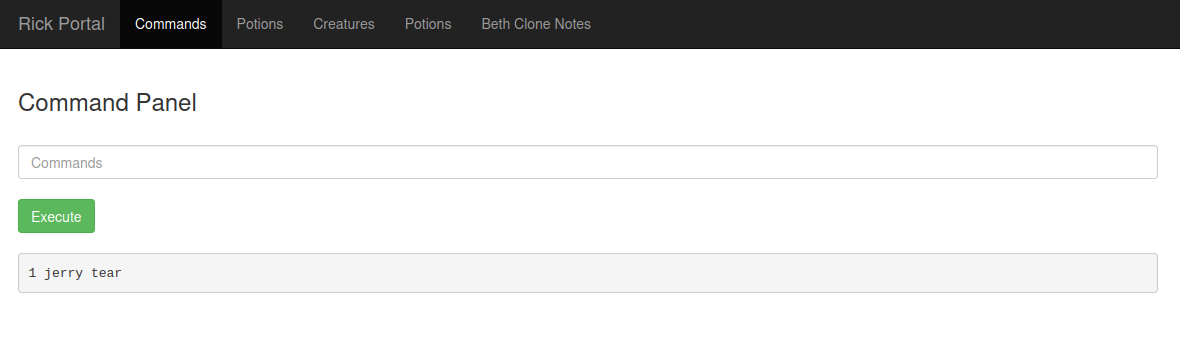 Rick Portal Commands Potions Creatures Potions Beth Clone Notes
Command Panel
Commands
Execute
1 jerry tear